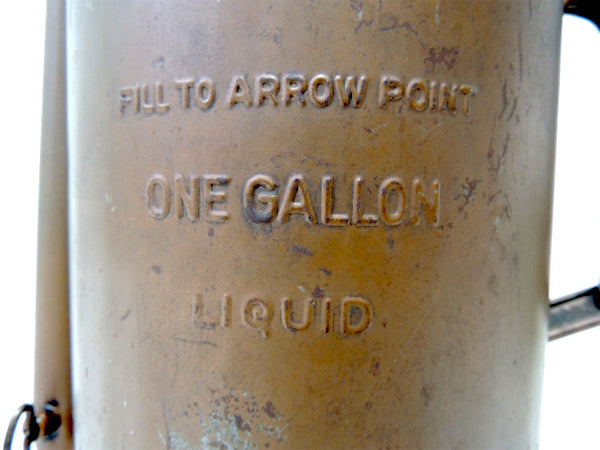 FILL TO ARROW POINT
ONE GALLON
LIQUID